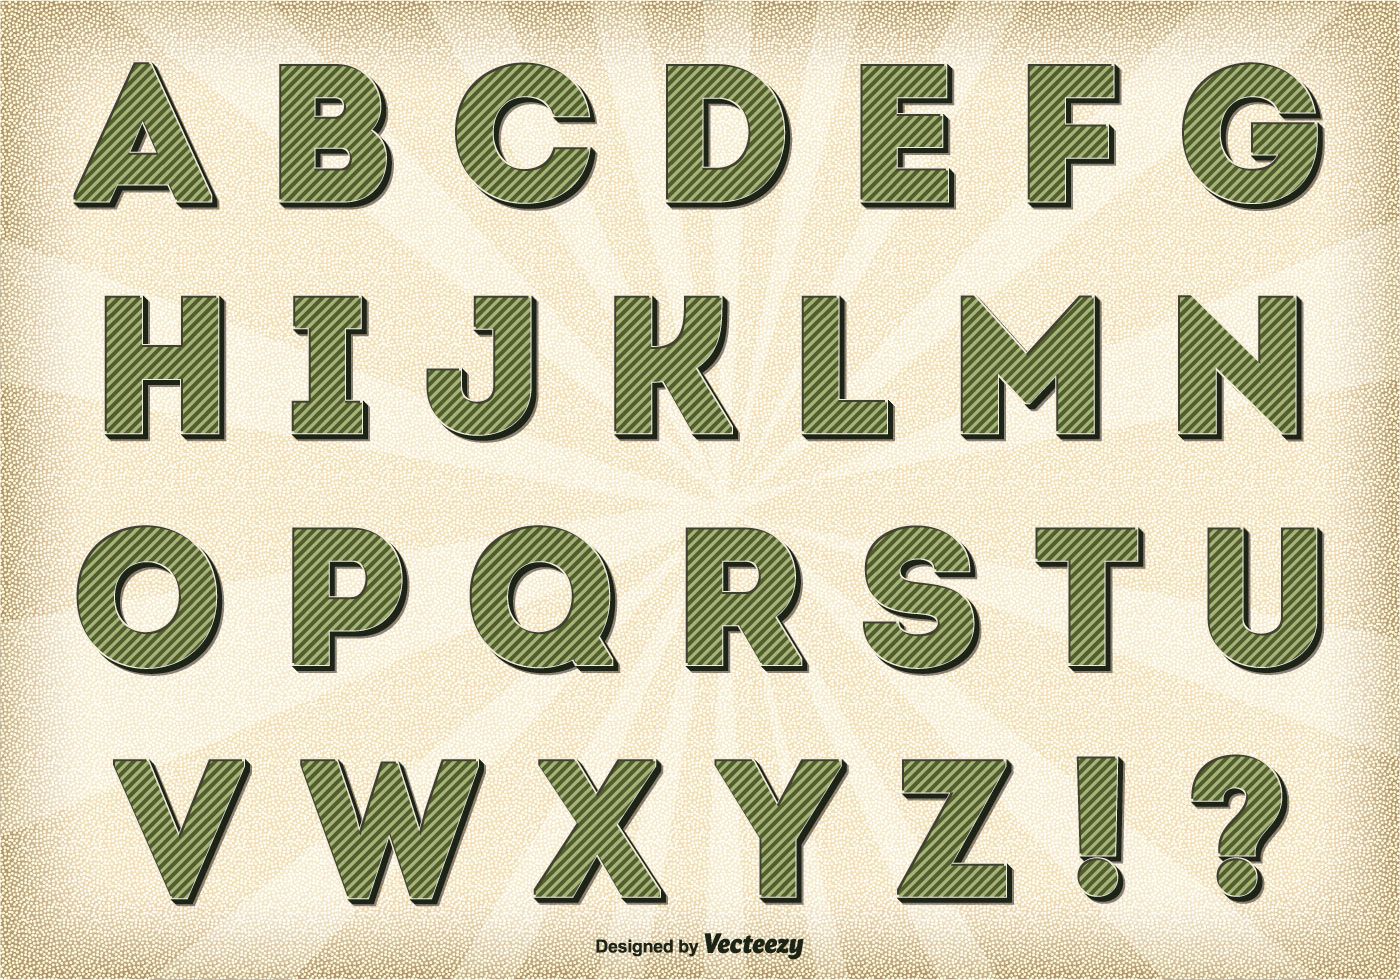 A B C D E F G
H I J K L M N
O P Q R S T U
V W X Y Z ! ?
Designed by Vecteezy